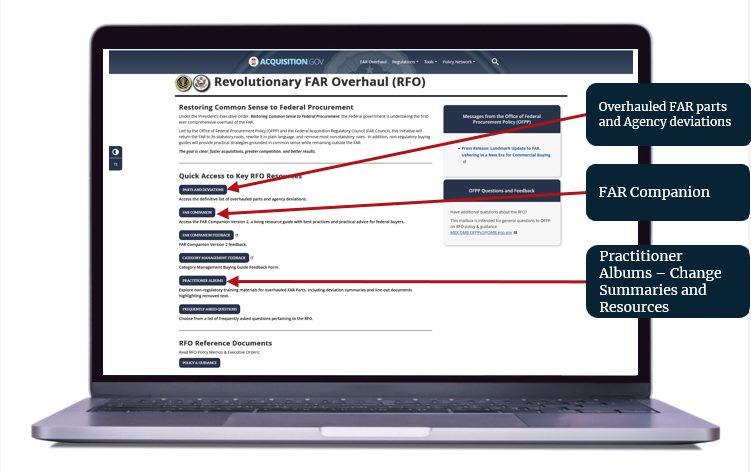 ACQUISITION.GOV
FAR Overhaul Regulations Tools Policy Network
Revolutionary FAR Overhaul (RFO)
Restoring Common Sense to Federal Procurement
Under the President's Executive Order, Restoring Common Sense to Federal Procurement, the Federal government is undertaking the first-
ever comprehensive overhaul of the FAR.
Led by the Office of Federal Procurement Policy (OFPP) and the Federal Acquisition Regulatory Council (FAR Council), this initiative will
return the FAR to its statutory roots, rewrite it in plain language, and remove most non-statutory rules. In addition, non-regulatory buying
guides will provide practical strategies grounded in common sense while remaining outside the FAR.
The goal is clear: faster acquisitions, greater competition, and better results.
Quick Access to Key RFO Resources
PARTS AND DEVIATIONS
Access the definitive list of overhauled parts and agency deviations.
FAR COMPANION
Access the FAR Companion Version 2, a living resource guide with best practices and practical advice for federal buyers.
FAR COMPANION FEEDBACK
FAR Companion Version 2 feedback.
CATEGORY MANAGEMENT FEEDBACK
Category Management Buying Guide Feedback Form.
PRACTITIONER ALBUMS
Explore non-regulatory training materials for overhauled FAR Parts, including deviation summaries and line-out documents
highlighting removed text.
FREQUENTLY ASKED QUESTIONS
Choose from a list of frequently asked questions pertaining to the RFO.
RFO Reference Documents
Read RFO Policy Memos & Executive Orders:
POLICY & GUIDANCE
Messages from the Office of Federal
Procurement Policy (OFPP)
• Press Release: Landmark Update to FAR,
Ushering in a New Era for Commercial Buying
OFPP Questions and Feedback
Have additional questions about the RFO?
This mailbox is intended for general questions to OFPP
on RFO policy & guidance.
Overhauled FAR parts
and Agency deviations
FAR Companion
Practitioner
Albums – Change
Summaries and
Resources